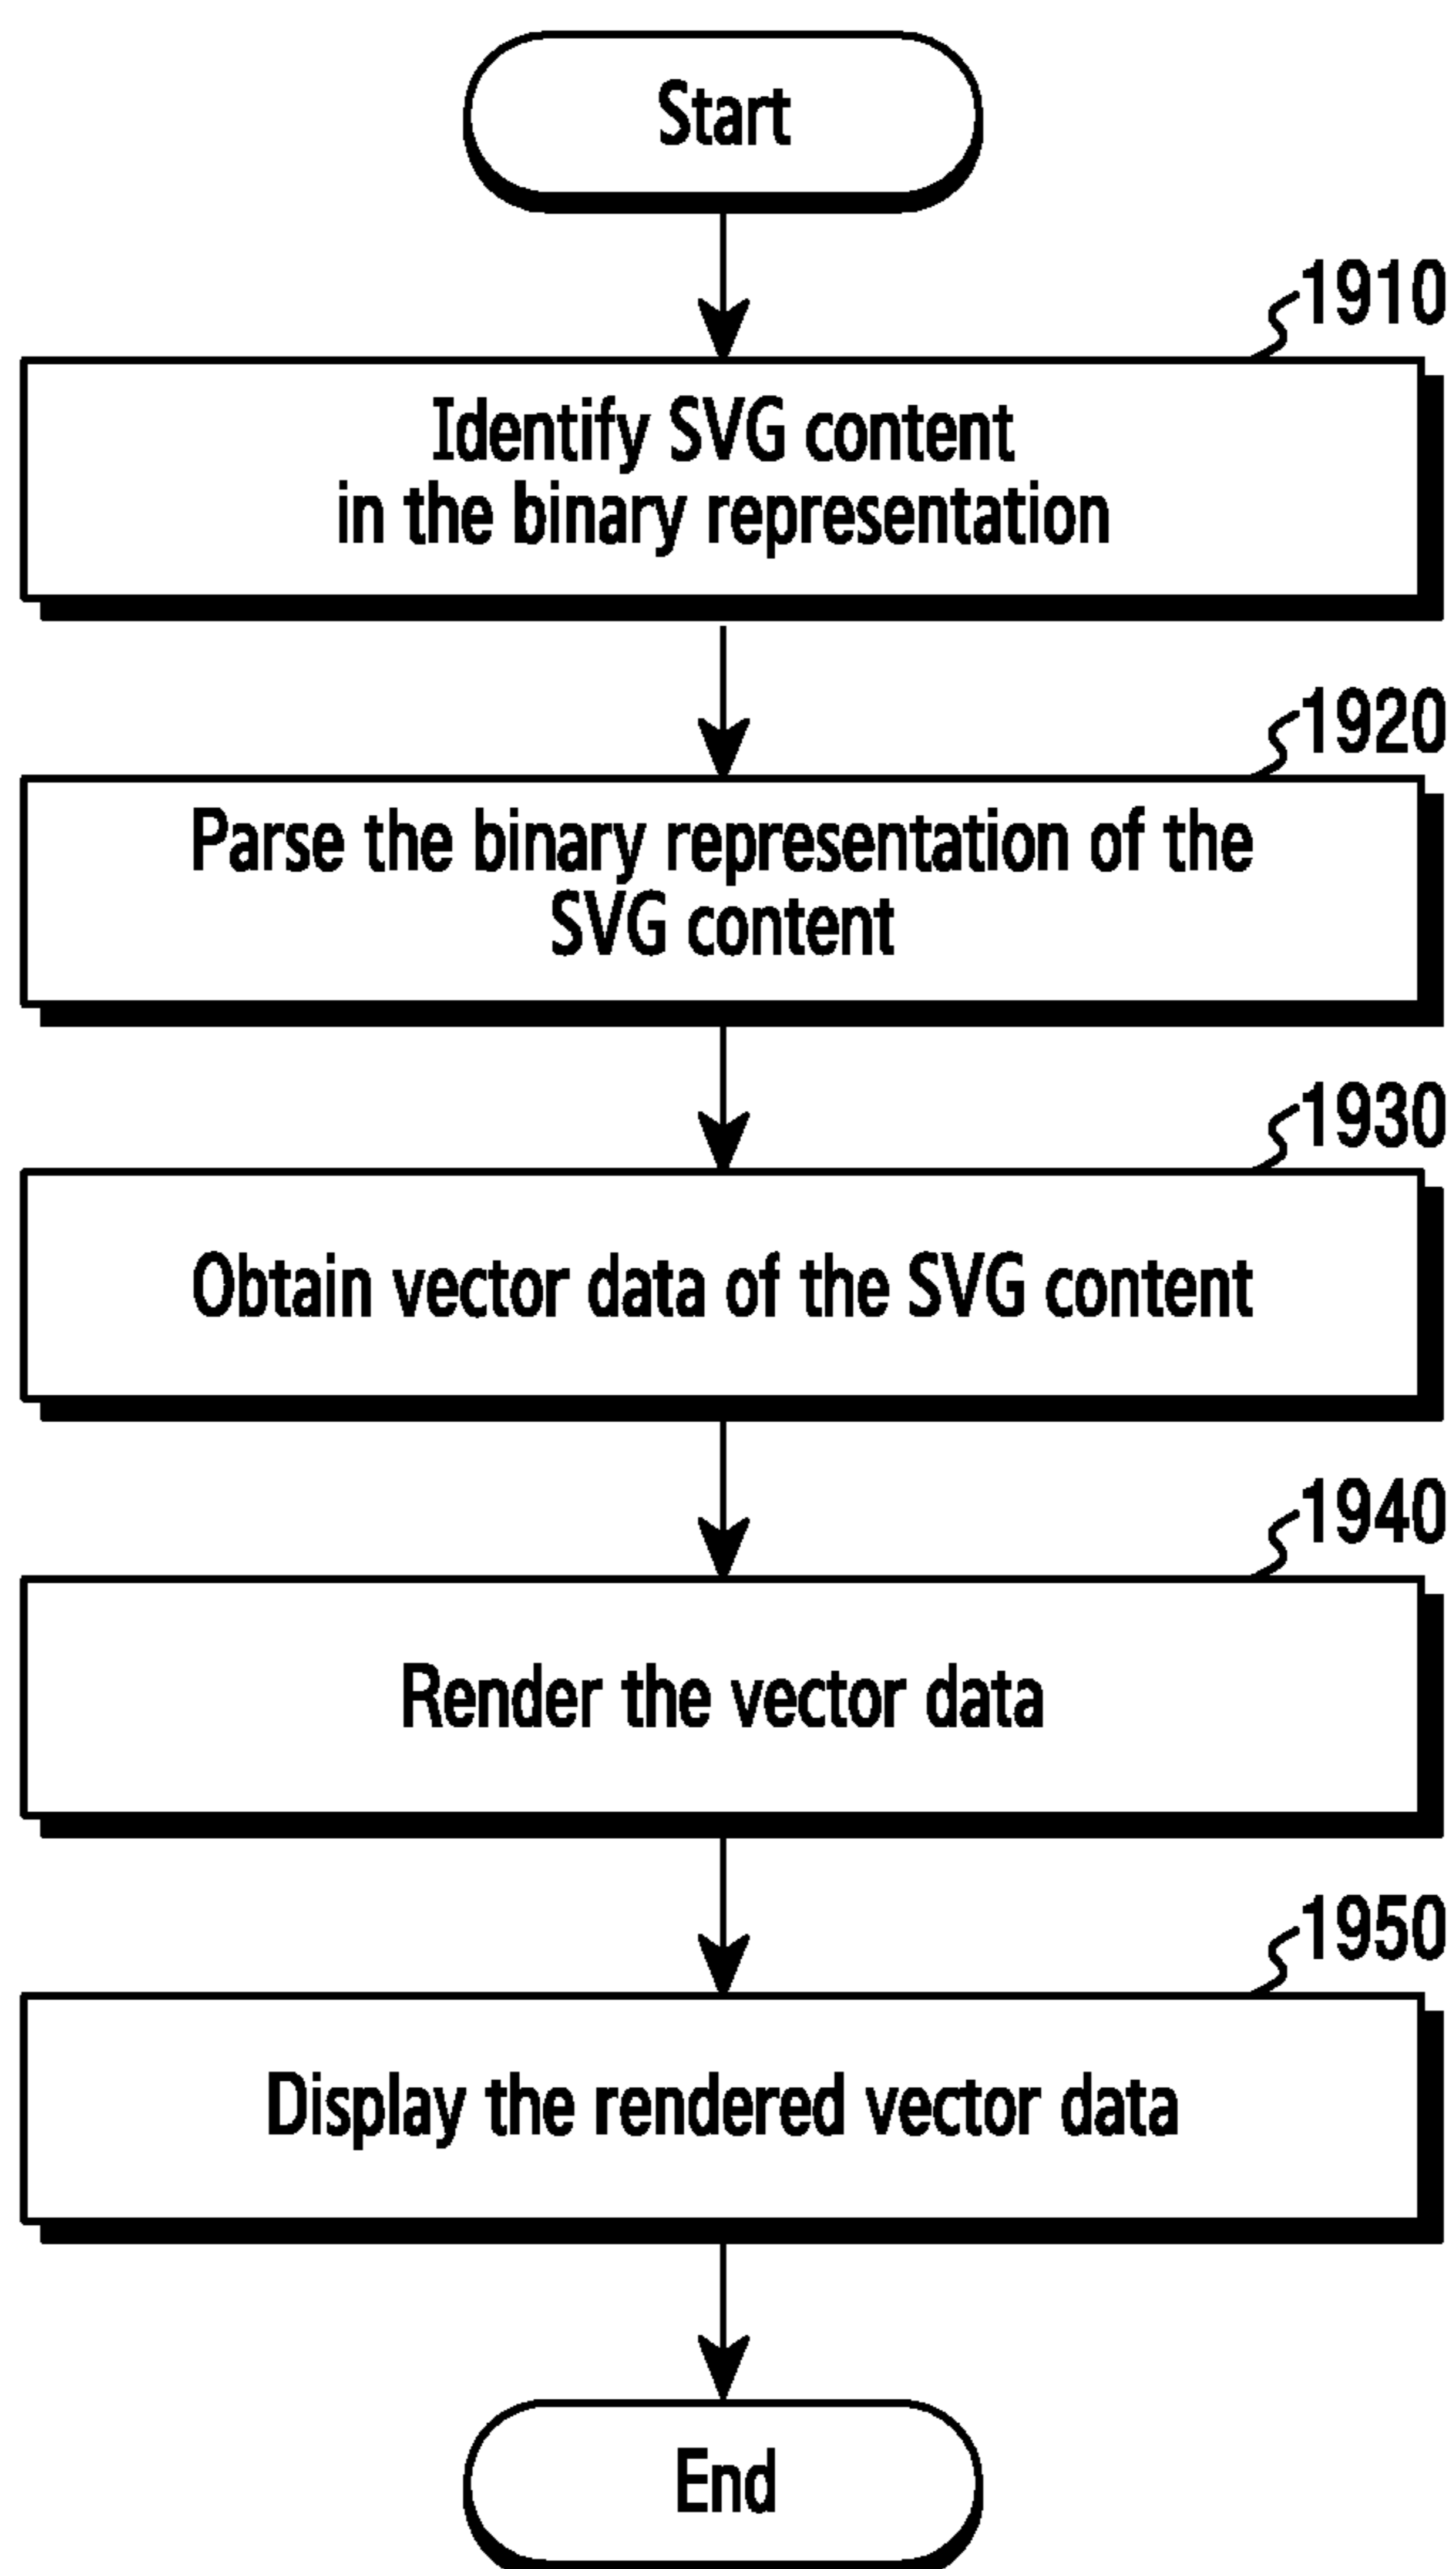 Start
1910
Identify SVG content
in the binary representation
1920
Parse the binary representation of the
SVG content
1930
Obtain vector data of the SVG content
1940
Render the vector data
1950
Display the rendered vector data
End